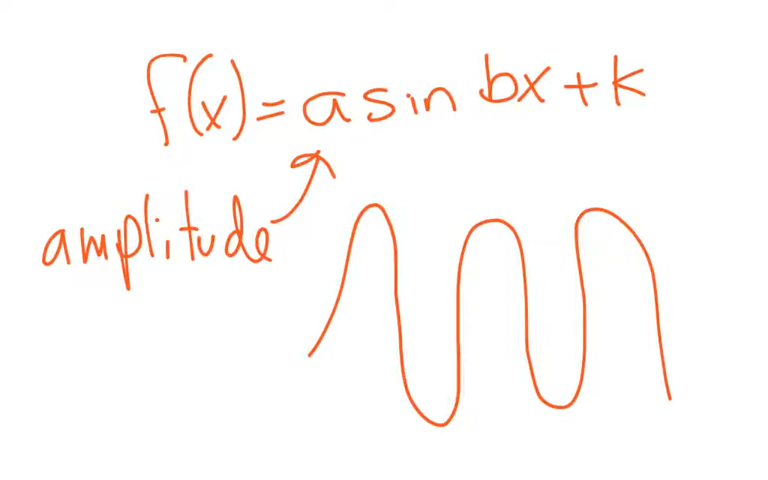 f(x) = a sin bx + k
amplitude